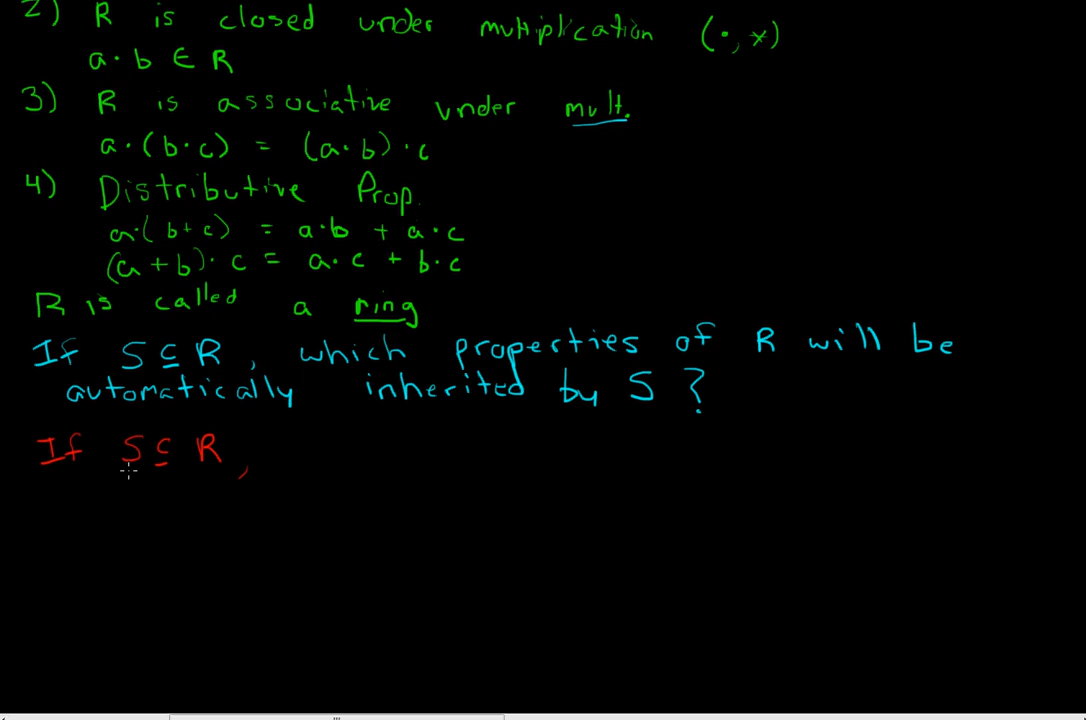 2) R is closed under multiplication (·, ×)
a · b ∈ R
3) R is associative under mult.
a · (b · c) = (a · b) · c
4) Distributive Prop.
a · (b + c) = a · b + a · c
(a + b) · c = a · c + b · c
R is called a ring
If S ⊆ R, which properties of R will be
automatically inherited by S ?
If S ⊆ R,